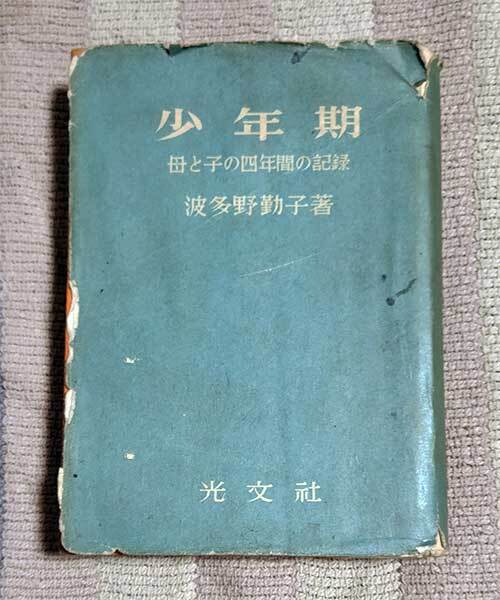 少年期
母と子の四年間の記録
波多野勤子著
光文社